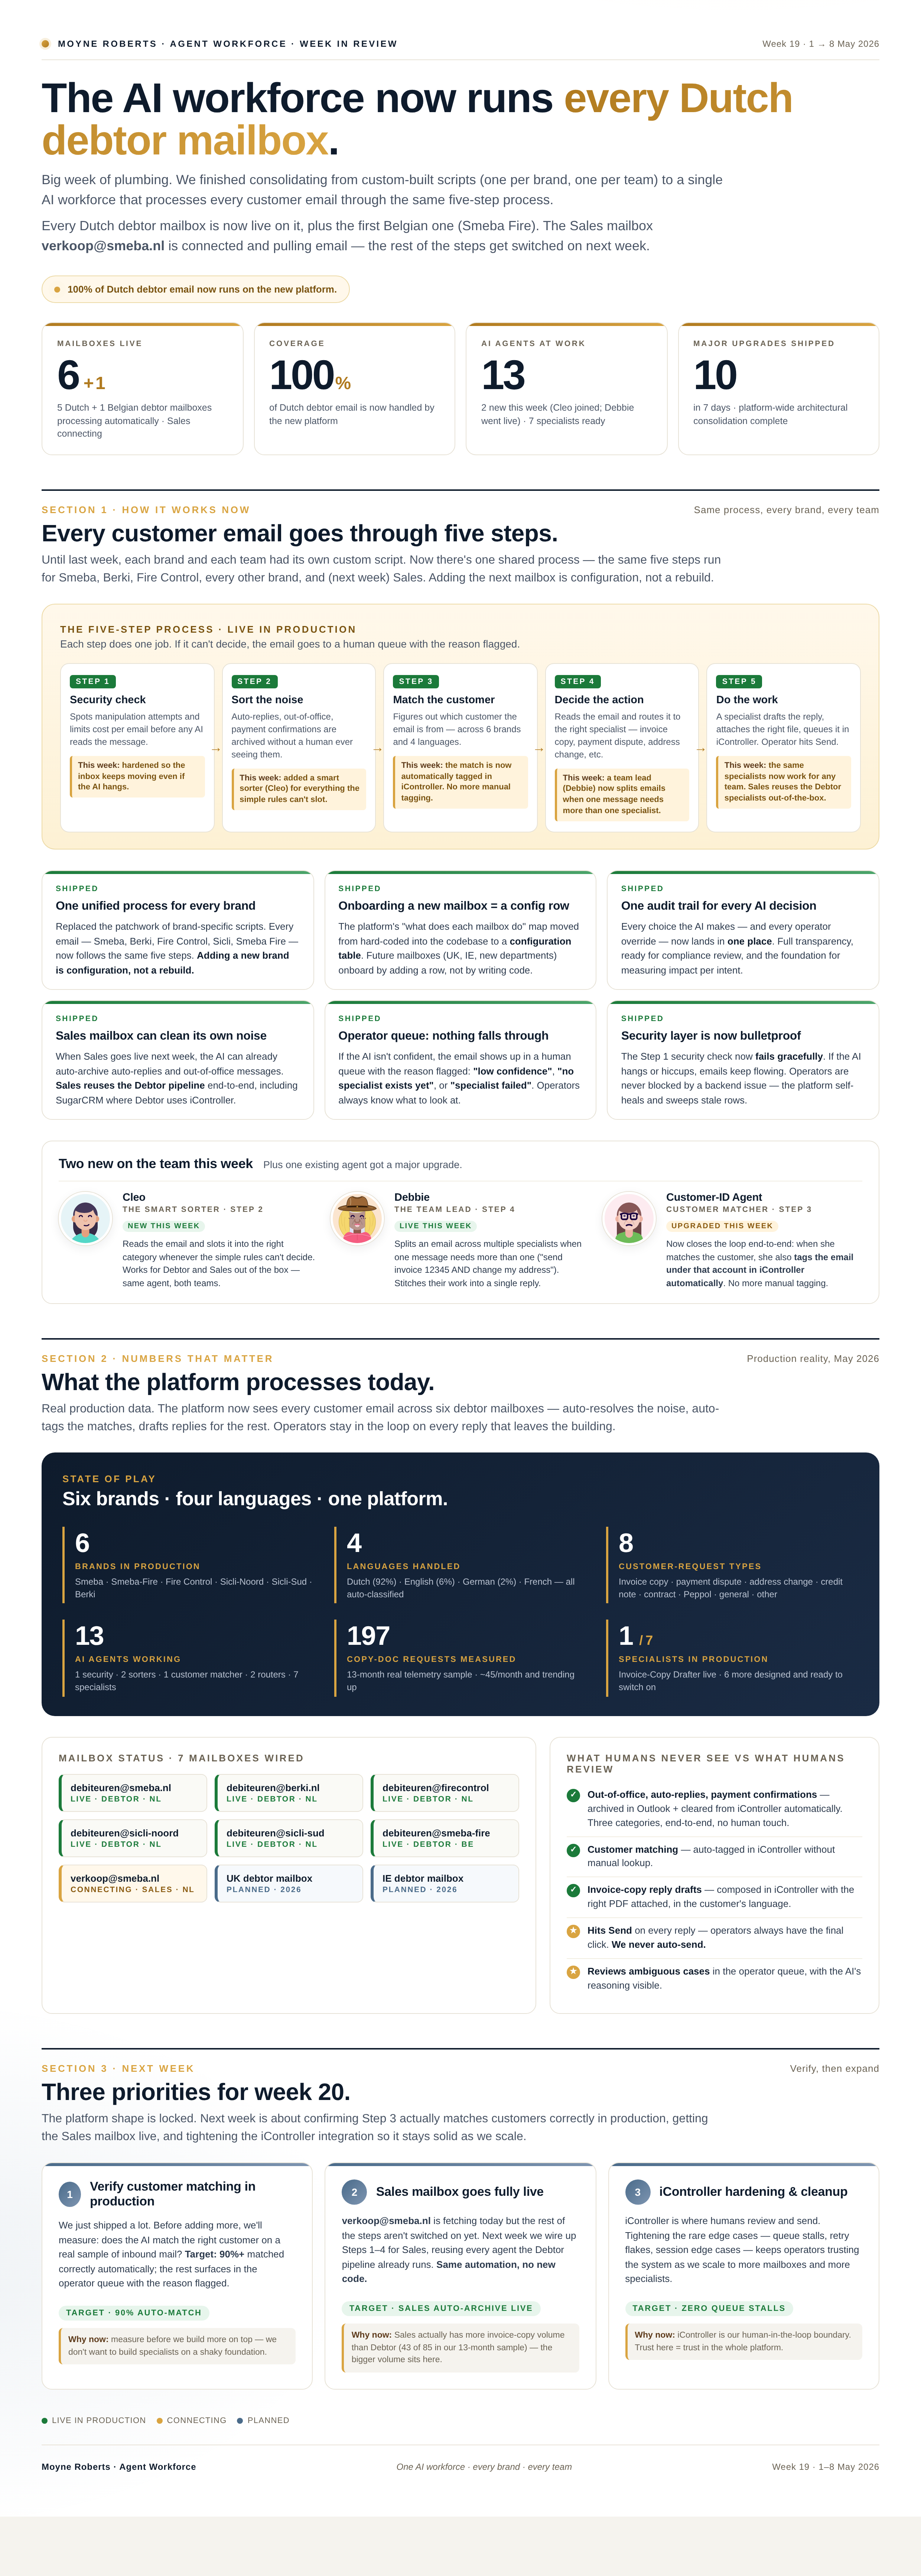 MOYNE ROBERTS · AGENT WORKFORCE · WEEK IN REVIEW
Week 19 · 1 → 8 May 2026
The AI workforce now runs every Dutch
debtor mailbox.
Big week of plumbing. We finished consolidating from custom-built scripts (one per brand, one per team) to a single
AI workforce that processes every customer email through the same five-step process.
Every Dutch debtor mailbox is now live on it, plus the first Belgian one (Smeba Fire). The Sales mailbox
verkoop@smeba.nl is connected and pulling email — the rest of the steps get switched on next week.
100% of Dutch debtor email now runs on the new platform.
MAILBOXES LIVE
6 +1
5 Dutch + 1 Belgian debtor mailboxes
processing automatically · Sales
connecting
COVERAGE
100%
of Dutch debtor email is now handled by
the new platform
AI AGENTS AT WORK
13
2 new this week (Cleo joined; Debbie
went live) · 7 specialists ready
MAJOR UPGRADES SHIPPED
10
in 7 days · platform-wide architectural
consolidation complete
SECTION 1 · HOW IT WORKS NOW
Same process, every brand, every team
Every customer email goes through five steps.
Until last week, each brand and each team had its own custom script. Now there's one shared process — the same five steps run
for Smeba, Berki, Fire Control, every other brand, and (next week) Sales. Adding the next mailbox is configuration, not a rebuild.
THE FIVE-STEP PROCESS · LIVE IN PRODUCTION
Each step does one job. If it can't decide, the email goes to a human queue with the reason flagged.
STEP 1
Security check
Spots manipulation attempts and
limits cost per email before any AI
reads the message.
This week: hardened so the
inbox keeps moving even if
the AI hangs.
→
STEP 2
Sort the noise
Auto-replies, out-of-office,
payment confirmations are
archived without a human ever
seeing them.
This week: added a smart
sorter (Cleo) for everything the
simple rules can't slot.
→
STEP 3
Match the customer
Figures out which customer the
email is from — across 6 brands
and 4 languages.
This week: the match is now
automatically tagged in
iController. No more manual
tagging.
→
STEP 4
Decide the action
Reads the email and routes it to
the right specialist — invoice
copy, payment dispute, address
change, etc.
This week: a team lead
(Debbie) now splits emails
when one message needs
more than one specialist.
→
STEP 5
Do the work
A specialist drafts the reply,
attaches the right file, queues it in
iController. Operator hits Send.
This week: the same
specialists now work for any
team. Sales reuses the Debtor
specialists out-of-the-box.
SHIPPED
One unified process for every brand
Replaced the patchwork of brand-specific scripts. Every
email — Smeba, Berki, Fire Control, Sicli, Smeba Fire —
now follows the same five steps. Adding a new brand
is configuration, not a rebuild.
SHIPPED
Onboarding a new mailbox = a config row
The platform's "what does each mailbox do" map moved
from hard-coded into the codebase to a configuration
table. Future mailboxes (UK, IE, new departments)
onboard by adding a row, not by writing code.
SHIPPED
One audit trail for every AI decision
Every choice the AI makes — and every operator
override — now lands in one place. Full transparency,
ready for compliance review, and the foundation for
measuring impact per intent.
SHIPPED
Sales mailbox can clean its own noise
When Sales goes live next week, the AI can already
auto-archive auto-replies and out-of-office messages.
Sales reuses the Debtor pipeline end-to-end, including
SugarCRM where Debtor uses iController.
SHIPPED
Operator queue: nothing falls through
If the AI isn't confident, the email shows up in a human
queue with the reason flagged: "low confidence", "no
specialist exists yet", or "specialist failed". Operators
always know what to look at.
SHIPPED
Security layer is now bulletproof
The Step 1 security check now fails gracefully. If the AI
hangs or hiccups, emails keep flowing. Operators are
never blocked by a backend issue — the platform self-
heals and sweeps stale rows.
Two new on the team this week Plus one existing agent got a major upgrade.
Cleo
THE SMART SORTER · STEP 2
NEW THIS WEEK
Reads the email and slots it into the right
category whenever the simple rules can't decide.
Works for Debtor and Sales out of the box —
same agent, both teams.
Debbie
THE TEAM LEAD · STEP 4
LIVE THIS WEEK
Splits an email across multiple specialists when
one message needs more than one ("send
invoice 12345 AND change my address").
Stitches their work into a single reply.
Customer-ID Agent
CUSTOMER MATCHER · STEP 3
UPGRADED THIS WEEK
Now closes the loop end-to-end: when she
matches the customer, she also tags the email
under that account in iController
automatically. No more manual tagging.
SECTION 2 · NUMBERS THAT MATTER
Production reality, May 2026
What the platform processes today.
Real production data. The platform now sees every customer email across six debtor mailboxes — auto-resolves the noise, auto-
tags the matches, drafts replies for the rest. Operators stay in the loop on every reply that leaves the building.
STATE OF PLAY
Six brands · four languages · one platform.
6
BRANDS IN PRODUCTION
Smeba · Smeba-Fire · Fire Control · Sicli-Noord · Sicli-Sud ·
Berki
4
LANGUAGES HANDLED
Dutch (92%) · English (6%) · German (2%) · French — all
auto-classified
8
CUSTOMER-REQUEST TYPES
Invoice copy · payment dispute · address change · credit
note · contract · Peppol · general · other
13
AI AGENTS WORKING
1 security · 2 sorters · 1 customer matcher · 2 routers · 7
specialists
197
COPY-DOC REQUESTS MEASURED
13-month real telemetry sample · ~45/month and trending
up
1 / 7
SPECIALISTS IN PRODUCTION
Invoice-Copy Drafter live · 6 more designed and ready to
switch on
MAILBOX STATUS · 7 MAILBOXES WIRED
debiteuren@smeba.nl
LIVE · DEBTOR · NL
debiteuren@berki.nl
LIVE · DEBTOR · NL
debiteuren@firecontrol
LIVE · DEBTOR · NL
debiteuren@sicli-noord
LIVE · DEBTOR · NL
debiteuren@sicli-sud
LIVE · DEBTOR · NL
debiteuren@smeba-fire
LIVE · DEBTOR · BE
verkoop@smeba.nl
CONNECTING · SALES · NL
UK debtor mailbox
PLANNED · 2026
IE debtor mailbox
PLANNED · 2026
WHAT HUMANS NEVER SEE VS WHAT HUMANS
REVIEW
✓ Out-of-office, auto-replies, payment confirmations —
archived in Outlook + cleared from iController automatically.
Three categories, end-to-end, no human touch.
✓ Customer matching — auto-tagged in iController without
manual lookup.
✓ Invoice-copy reply drafts — composed in iController with the
right PDF attached, in the customer's language.
★ Hits Send on every reply — operators always have the final
click. We never auto-send.
★ Reviews ambiguous cases in the operator queue, with the AI's
reasoning visible.
SECTION 3 · NEXT WEEK
Verify, then expand
Three priorities for week 20.
The platform shape is locked. Next week is about confirming Step 3 actually matches customers correctly in production, getting
the Sales mailbox live, and tightening the iController integration so it stays solid as we scale.
1
Verify customer matching in
production
We just shipped a lot. Before adding more, we'll
measure: does the AI match the right customer on a
real sample of inbound mail? Target: 90%+ matched
correctly automatically; the rest surfaces in the
operator queue with the reason flagged.
TARGET · 90% AUTO-MATCH
Why now: measure before we build more on top — we
don't want to build specialists on a shaky foundation.
2
Sales mailbox goes fully live
verkoop@smeba.nl is fetching today but the rest of
the steps aren't switched on yet. Next week we wire up
Steps 1–4 for Sales, reusing every agent the Debtor
pipeline already runs. Same automation, no new
code.
TARGET · SALES AUTO-ARCHIVE LIVE
Why now: Sales actually has more invoice-copy volume
than Debtor (43 of 85 in our 13-month sample) — the
bigger volume sits here.
3
iController hardening & cleanup
iController is where humans review and send.
Tightening the rare edge cases — queue stalls, retry
flakes, session edge cases — keeps operators trusting
the system as we scale to more mailboxes and more
specialists.
TARGET · ZERO QUEUE STALLS
Why now: iController is our human-in-the-loop boundary.
Trust here = trust in the whole platform.
LIVE IN PRODUCTION
CONNECTING
PLANNED
Moyne Roberts · Agent Workforce
One AI workforce · every brand · every team
Week 19 · 1–8 May 2026